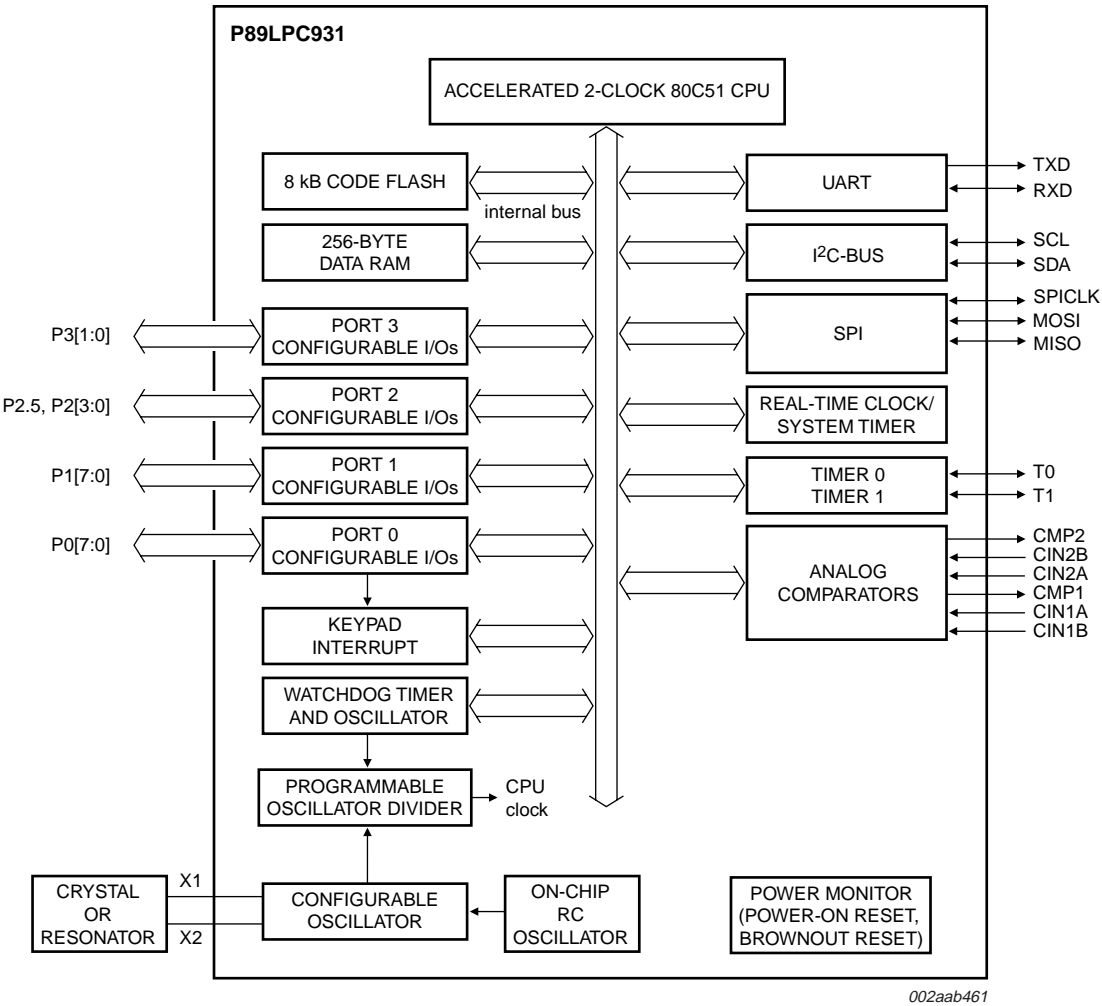 P89LPC931
ACCELERATED 2-CLOCK 80C51 CPU
8 kB CODE FLASH
internal bus
256-BYTE
DATA RAM
P3[1:0]
PORT 3
CONFIGURABLE I/Os
P2.5, P2[3:0]
PORT 2
CONFIGURABLE I/Os
P1[7:0]
PORT 1
CONFIGURABLE I/Os
P0[7:0]
PORT 0
CONFIGURABLE I/Os
KEYPAD
INTERRUPT
WATCHDOG TIMER
AND OSCILLATOR
PROGRAMMABLE
OSCILLATOR DIVIDER
CPU
clock
CRYSTAL
OR
RESONATOR
X1
X2
CONFIGURABLE
OSCILLATOR
ON-CHIP
RC
OSCILLATOR
UART
TXD
RXD
I2C-BUS
SCL
SDA
SPI
SPICLK
MOSI
MISO
REAL-TIME CLOCK/
SYSTEM TIMER
TIMER 0
TIMER 1
T0
T1
ANALOG
COMPARATORS
CMP2
CIN2B
CIN2A
CMP1
CIN1A
CIN1B
POWER MONITOR
(POWER-ON RESET,
BROWNOUT RESET)
002aab461